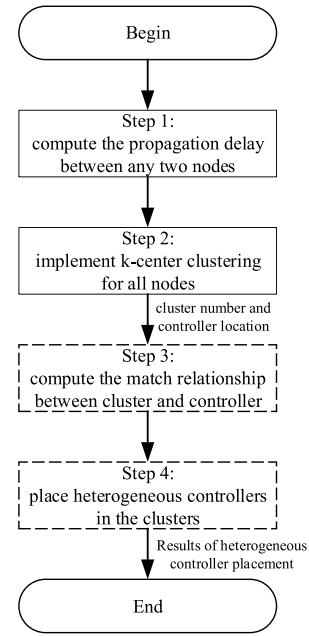 Begin
Step 1:
compute the propagation delay
between any two nodes
Step 2:
implement k-center clustering
for all nodes
cluster number and
controller location
Step 3:
compute the match relationship
between cluster and controller
Step 4:
place heterogeneous controllers
in the clusters
Results of heterogeneous
controller placement
End